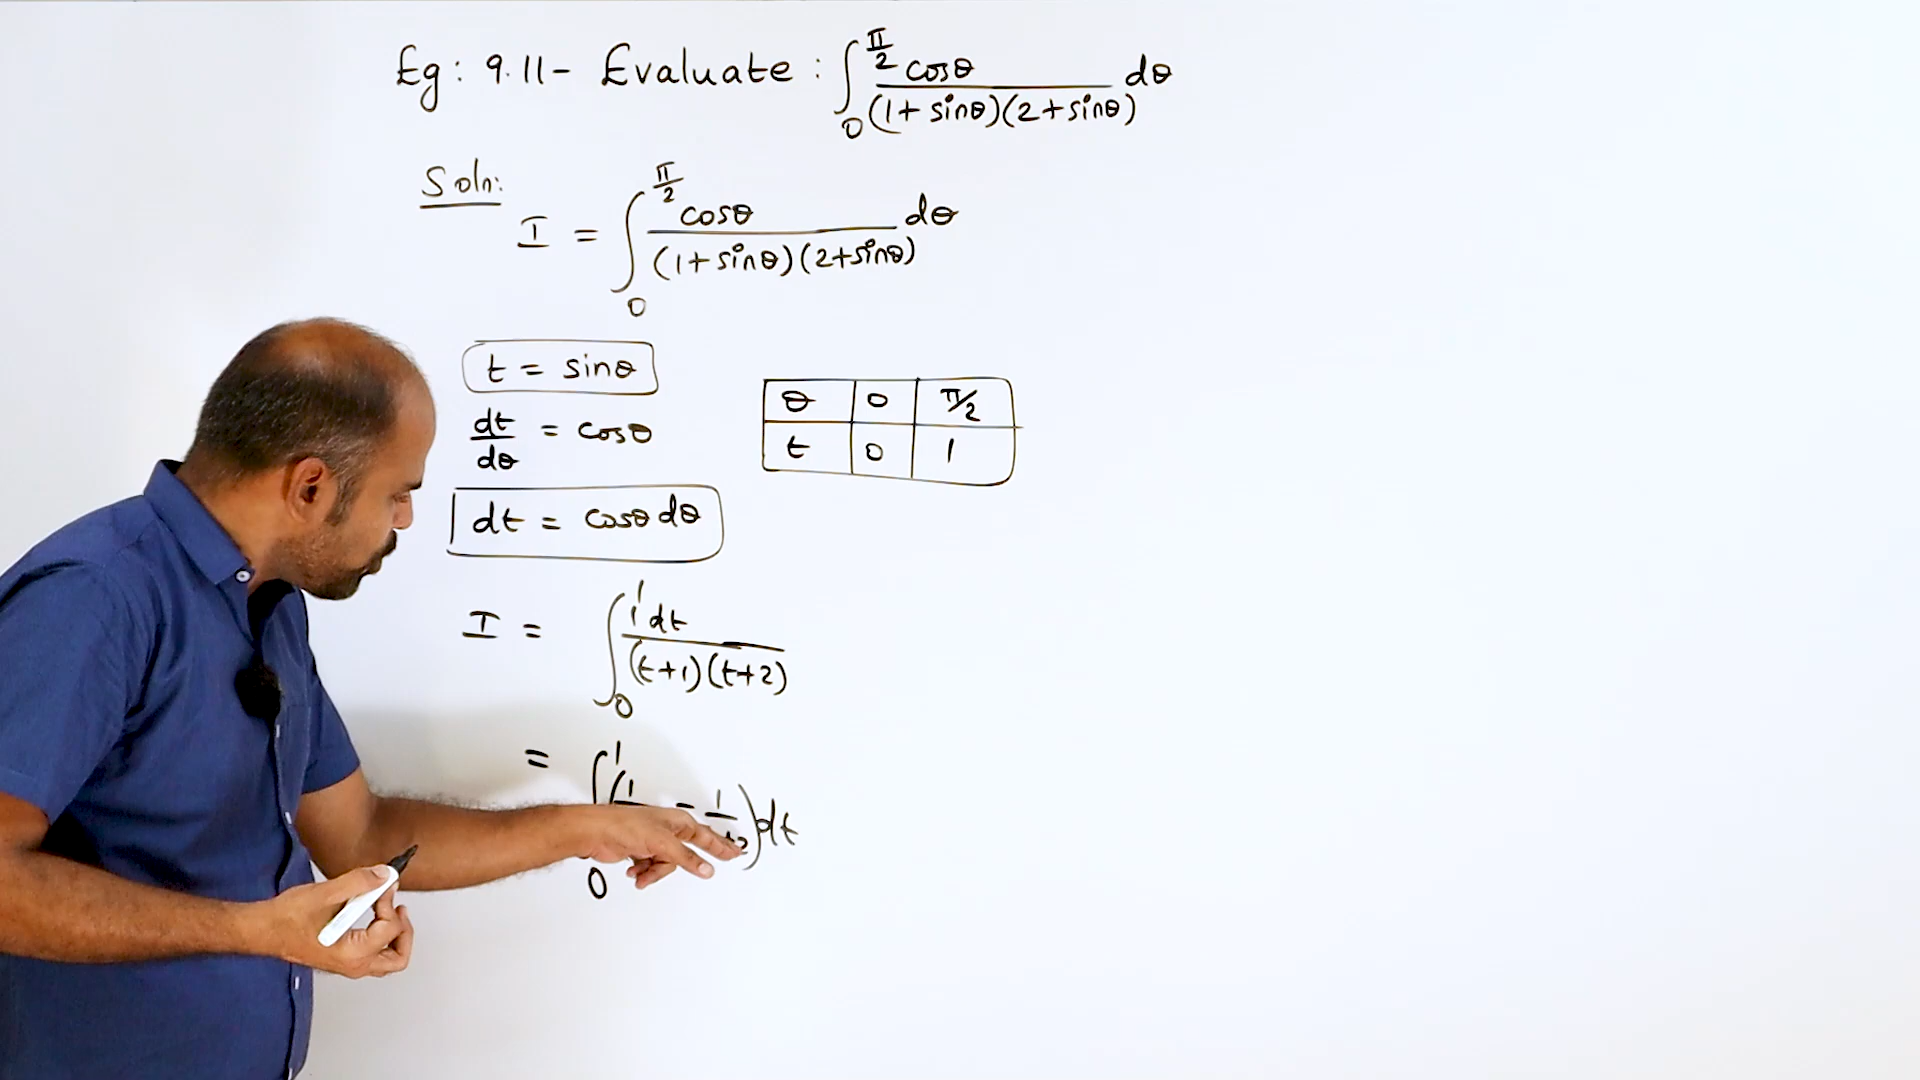 Eg: 9.11- Evaluate: ∫₀^(π/2) cosθ / (1+sinθ)(2+sinθ) dθ
Soln:
I = ∫₀^(π/2) cosθ / (1+sinθ)(2+sinθ) dθ
t = sinθ
dt/dθ = cosθ
θ 0 π/2
t 0 1
dt = cosθ dθ
I = ∫₀¹ 1 dt / (t+1)(t+2)
= ∫₀¹ (1 - 1) dt